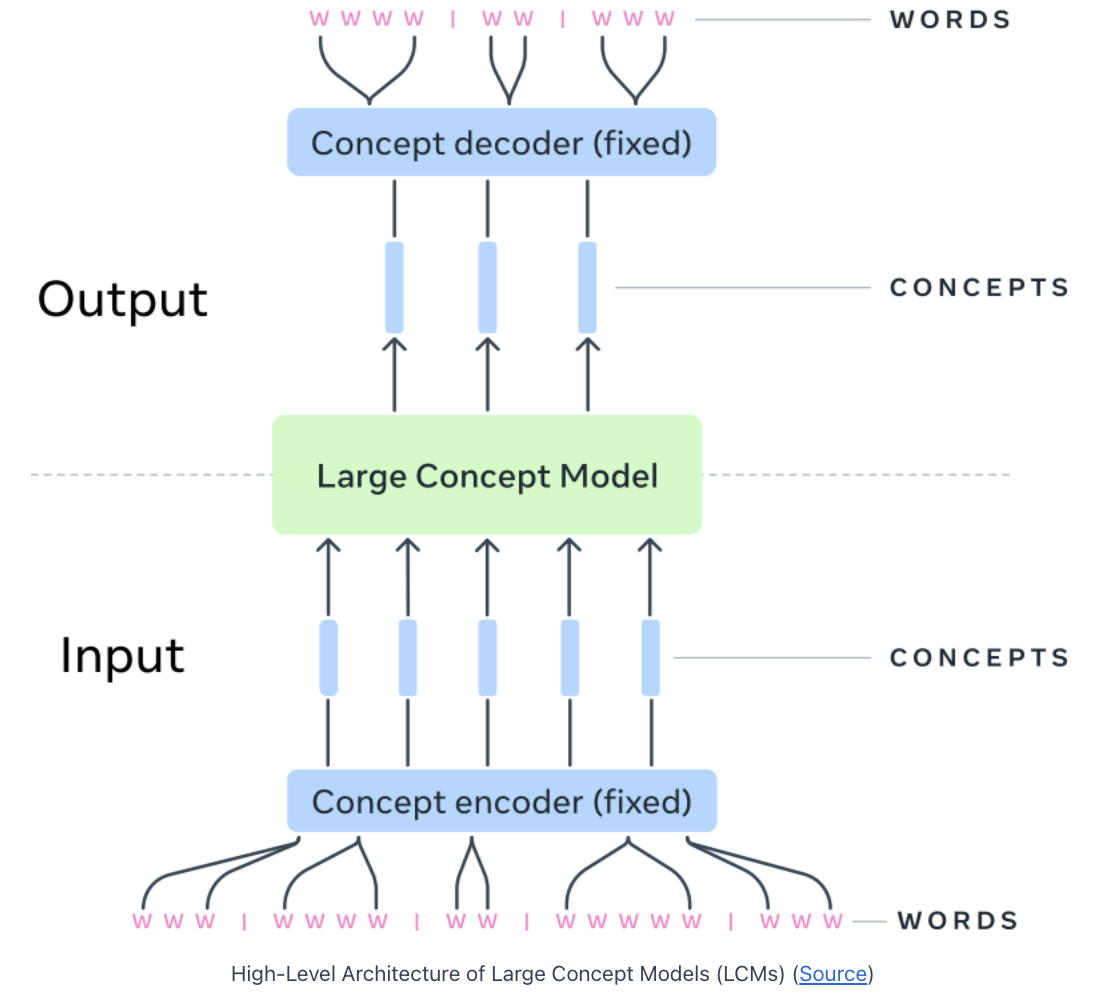 W W W W | W W | W W W WORDS
Concept decoder (fixed)
Output
CONCEPTS
Large Concept Model
Input
CONCEPTS
Concept encoder (fixed)
W W W | W W W W | W W | W W W W W | W W W WORDS
High-Level Architecture of Large Concept Models (LCMs) (Source)